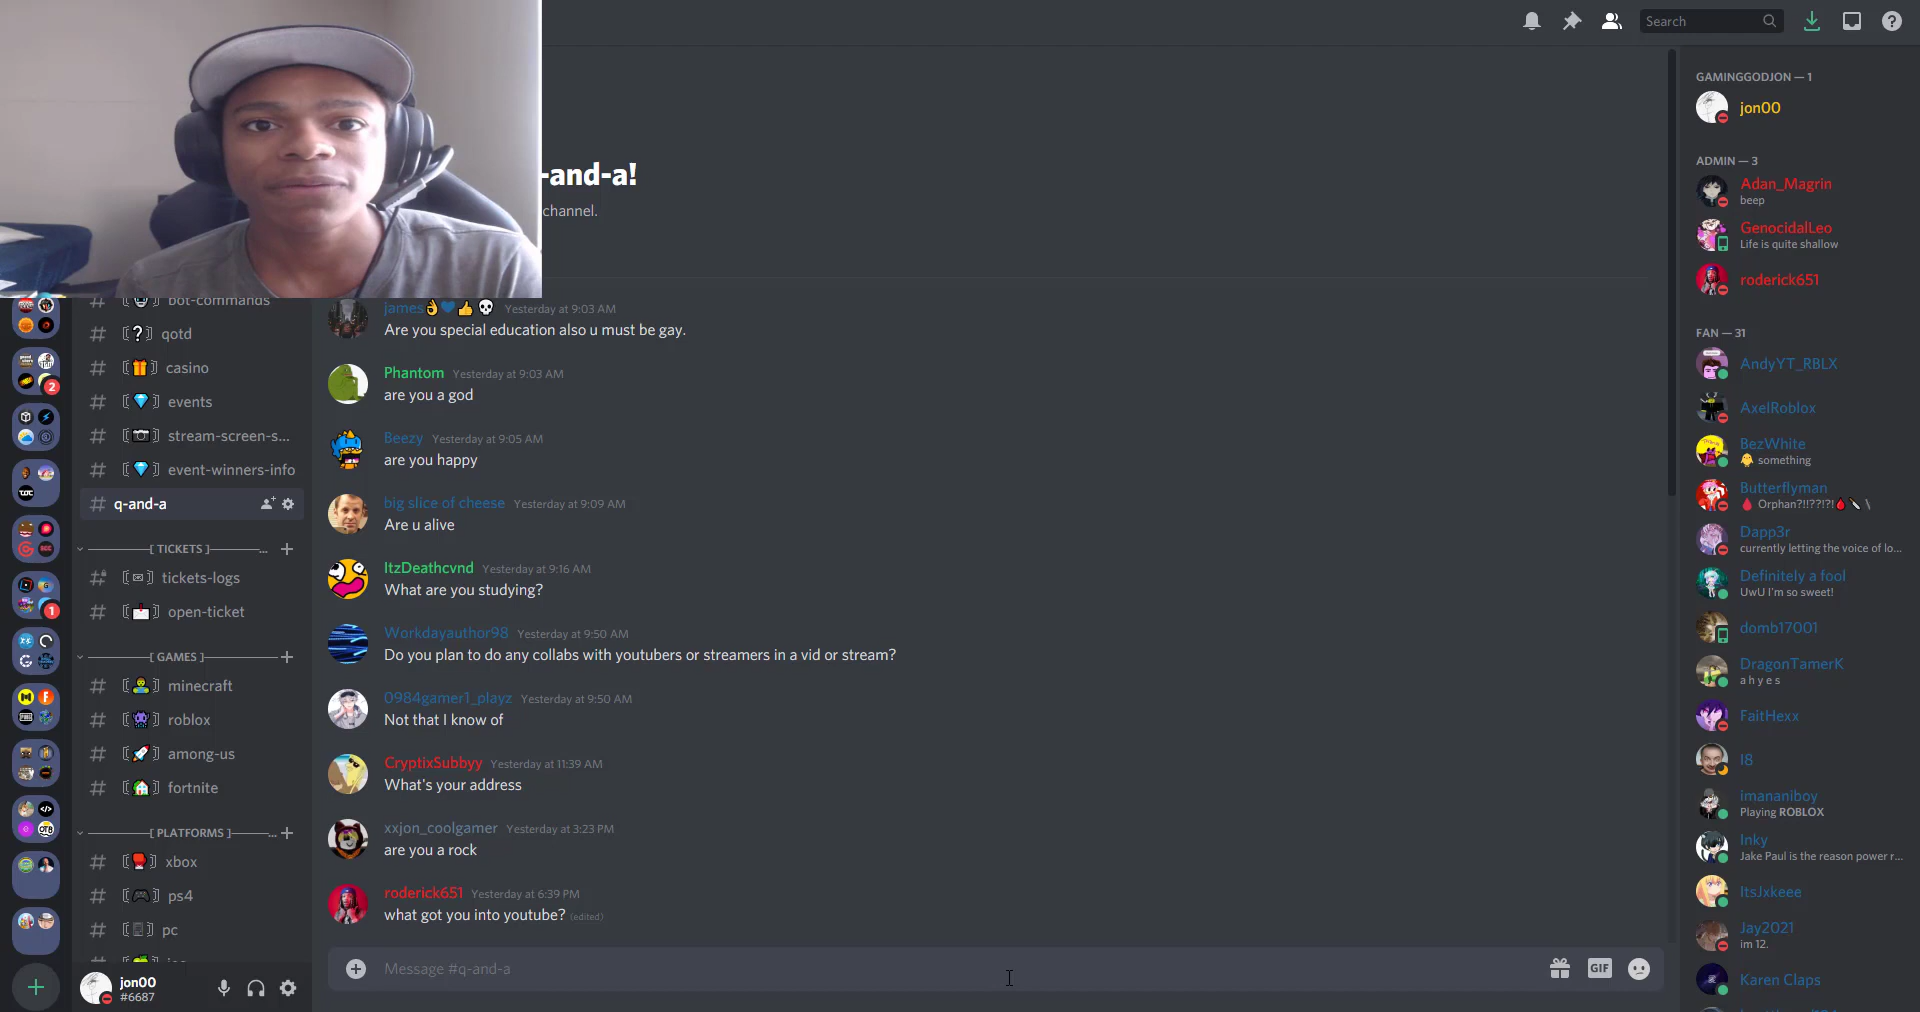 Search
-and-a!
channel.
bot-commands
qotd
casino
events
stream-screen-s...
event-winners-info
q-and-a
[ TICKETS ] ...
tickets-logs
open-ticket
[ GAMES ]
minecraft
roblox
among-us
fortnite
[ PLATFORMS ] ...
xbox
ps4
pc
jon00
#6687
2
1
james👌💙👍💀 Yesterday at 9:03 AM
Are you special education also u must be gay.
Phantom Yesterday at 9:03 AM
are you a god
Beezy Yesterday at 9:05 AM
are you happy
big slice of cheese Yesterday at 9:09 AM
Are u alive
ItzDeathcvnd Yesterday at 9:16 AM
What are you studying?
Workdayauthor98 Yesterday at 9:50 AM
Do you plan to do any collabs with youtubers or streamers in a vid or stream?
0984gamer1_playz Yesterday at 9:50 AM
Not that I know of
CryptixSubbyy Yesterday at 11:39 AM
What's your address
xxjon_coolgamer Yesterday at 3:23 PM
are you a rock
roderick651 Yesterday at 6:39 PM
what got you into youtube? (edited)
Message #q-and-a
GIF
GAMINGGODJON — 1
jon00
ADMIN — 3
Adan_Magrin
beep
GenocidalLeo
Life is quite shallow
roderick651
FAN — 31
AndyYT_RBLX
AxelRoblox
BezWhite
something
Butterflyman
Orphan?!!??!?!
Dapp3r
currently letting the voice of lo...
Definitely a fool
UwU I'm so sweet!
domb17001
DragonTamerK
a h y e s
FaitHexx
I8
imananiboy
Playing ROBLOX
Inky
Jake Paul is the reason power r...
ItsJxkeee
Jay2021
im 12.
Karen Claps